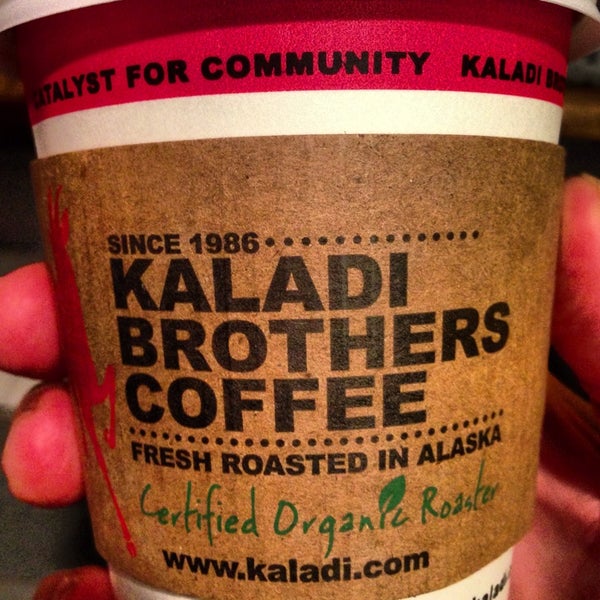 CATALYST FOR COMMUNITY KALADI
SINCE 1986
KALADI
BROTHERS
COFFEE
FRESH ROASTED IN ALASKA
Certified Organic Roaster
www.kaladi.com